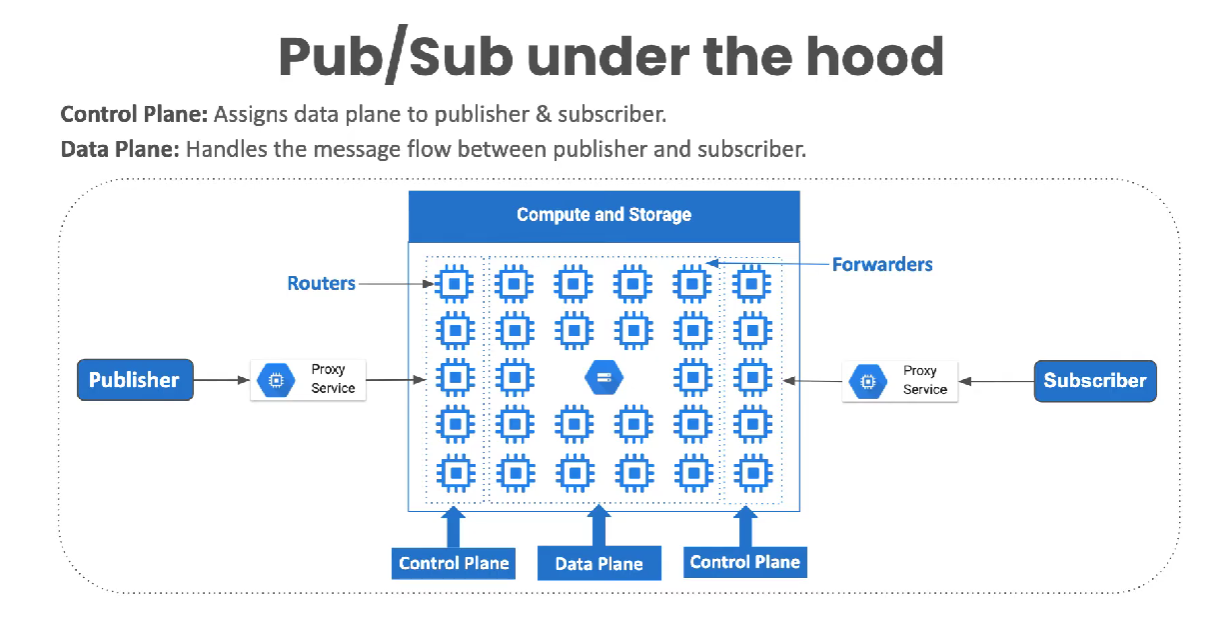 Pub/Sub under the hood
Control Plane: Assigns data plane to publisher & subscriber.
Data Plane: Handles the message flow between publisher and subscriber.
Compute and Storage
Routers
Forwarders
Publisher
Proxy
Service
Proxy
Service
Subscriber
Control Plane
Data Plane
Control Plane